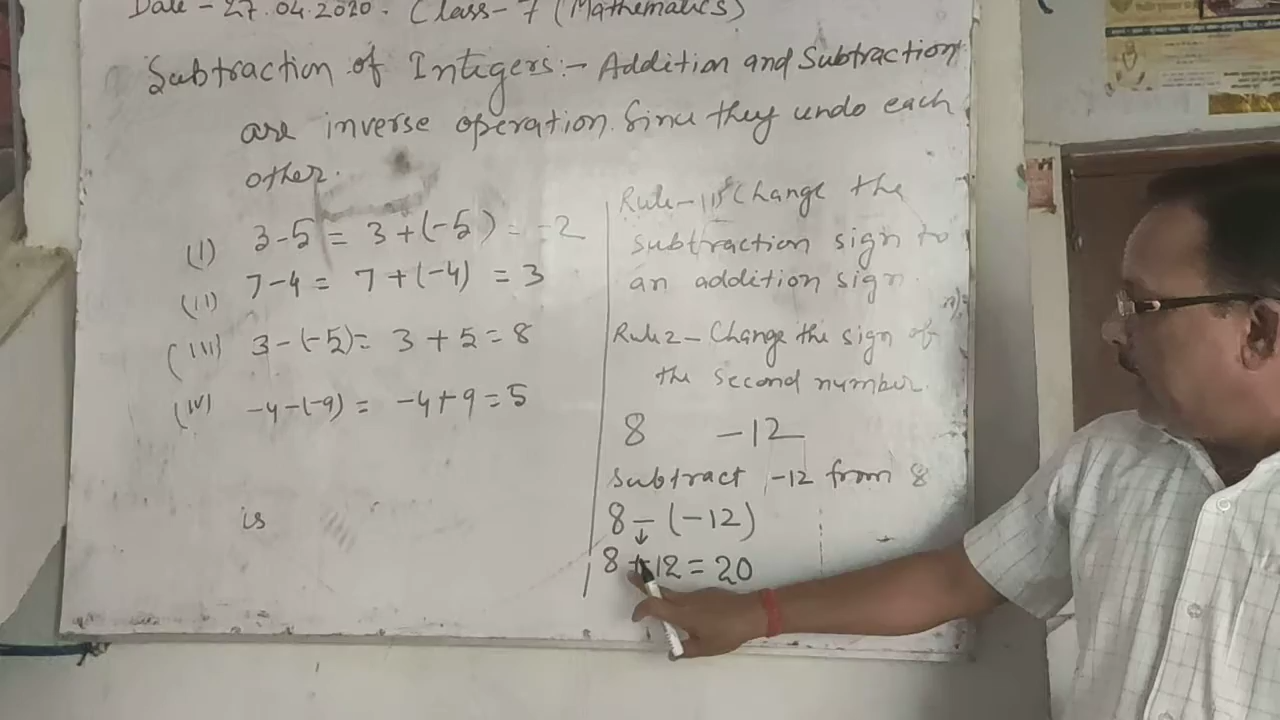 Date - 27.04.2020. Class- 7 (Mathematics)
Subtraction of Intigers:- Addition and Subtraction
are inverse operation. Since they undo each
other.
(I) 3-5 = 3+(-5) = -2
(II) 7-4 = 7+(-4) = 3
(III) 3-(-5)= 3+5=8
(IV) -4-(-9) = -4+9=5
is
Rule-1 Change the
subtraction sign to
an addition sign.
Rule 2- Change the sign of
the second number.
8 -12
Subtract -12 from 8
8-(-12)
↓
8+12=20